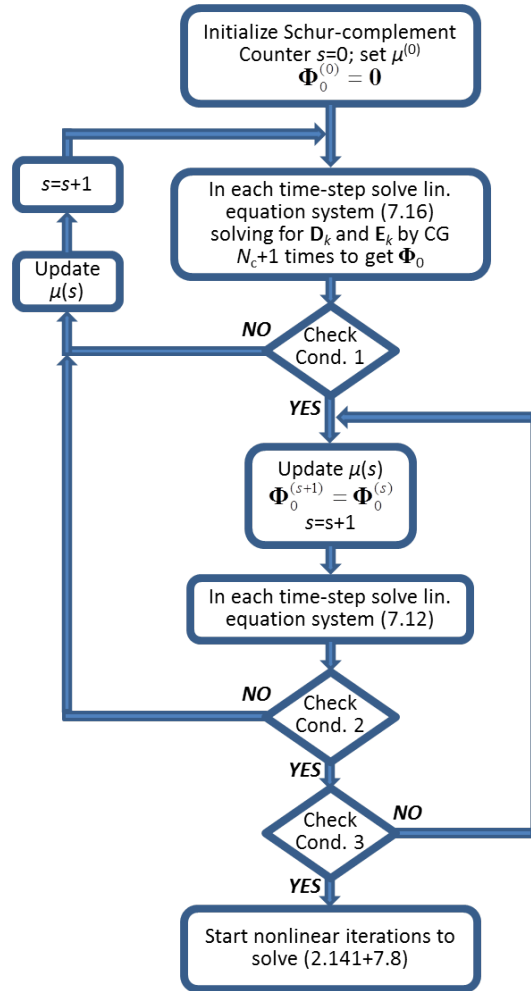 Initialize Schur-complement
Counter s=0; set μ⁽⁰⁾
Φ₀⁽⁰⁾ = 0
s=s+1
In each time-step solve lin.
equation system (7.16)
solving for Dₖ and Eₖ by CG
N_c+1 times to get Φ₀
Update
μ(s)
NO
Check
Cond. 1
YES
Update μ(s)
Φ₀⁽ˢ⁺¹⁾ = Φ₀⁽ˢ⁾
s=s+1
In each time-step solve lin.
equation system (7.12)
NO
Check
Cond. 2
YES
Check
Cond. 3
NO
YES
Start nonlinear iterations to
solve (2.141+7.8)